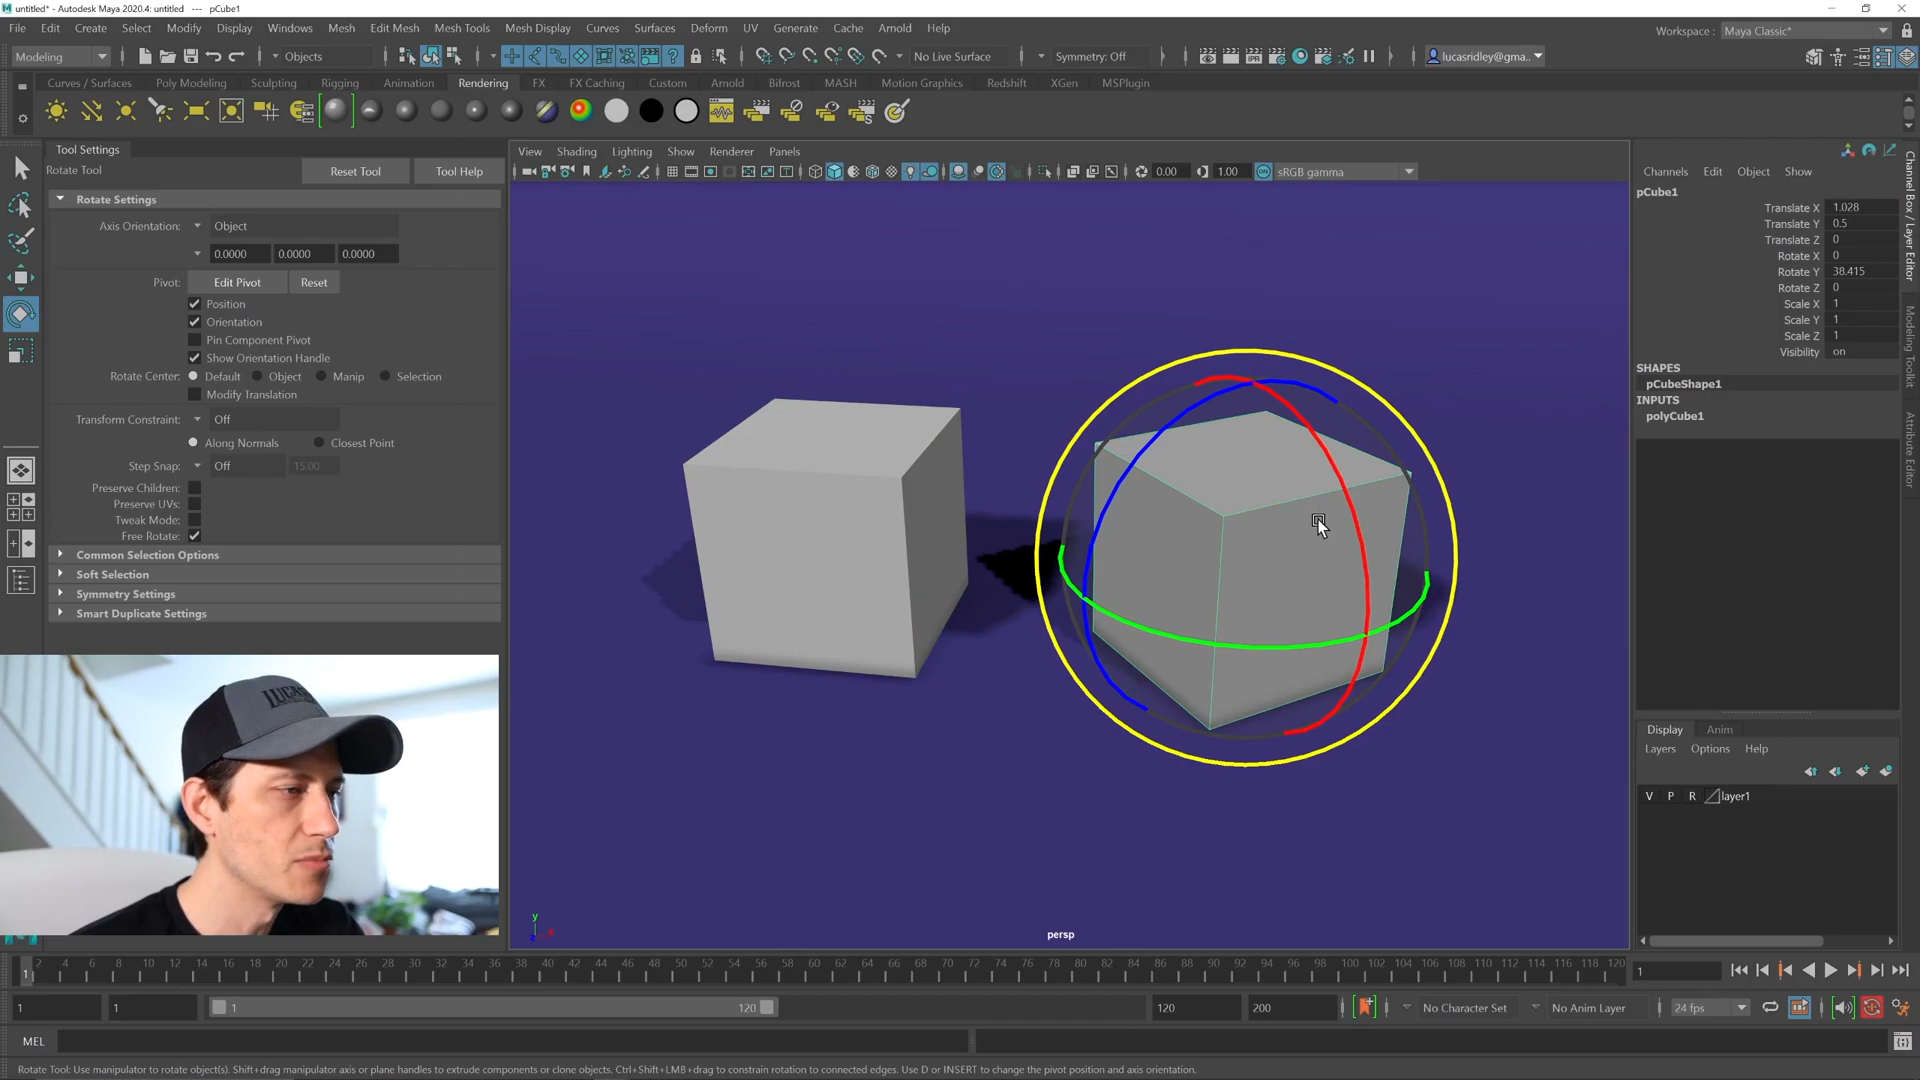 untitled* - Autodesk Maya 2020.4: untitled --- pCube1
File Edit Create Select Modify Display Windows Mesh Edit Mesh Mesh Tools Mesh Display Curves Surfaces Deform UV Generate Cache Arnold Help
Workspace : Maya Classic*
Modeling Objects No Live Surface Symmetry: Off lucasridley@gma...
Curves / Surfaces Poly Modeling Sculpting Rigging Animation Rendering FX FX Caching Custom Arnold Bifrost MASH Motion Graphics Redshift XGen MSPlugin
Tool Settings
Rotate Tool Reset Tool Tool Help
Rotate Settings
Axis Orientation: Object
0.0000 0.0000 0.0000
Pivot: Edit Pivot Reset
Position
Orientation
Pin Component Pivot
Show Orientation Handle
Rotate Center: Default Object Manip Selection
Modify Translation
Transform Constraint: Off
Along Normals Closest Point
Step Snap: Off 15.00
Preserve Children:
Preserve UVs:
Tweak Mode:
Free Rotate:
Common Selection Options
Soft Selection
Symmetry Settings
Smart Duplicate Settings
View Shading Lighting Show Renderer Panels
0.00 1.00 ON sRGB gamma
y
persp
Channels Edit Object Show
pCube1
Translate X 1.028
Translate Y 0.5
Translate Z 0
Rotate X 0
Rotate Y 38.415
Rotate Z 0
Scale X 1
Scale Y 1
Scale Z 1
Visibility on
SHAPES
pCubeShape1
INPUTS
polyCube1
Channel Box / Layer Editor
Modeling Toolkit
Attribute Editor
Display Anim
Layers Options Help
V P R layer1
1 2 4 6 8 10 12 14 16 18 20 22 24 26 28 30 32 34 36 38 40 42 44 46 48 50 52 54 56 58 60 62 64 66 68 70 72 74 76 78 80 82 84 86 88 90 92 94 96 98 100 102 104 106 108 110 112 114 116 118 120 1
1 1 1 120 120 200 No Character Set No Anim Layer 24 fps
MEL
Rotate Tool: Use manipulator to rotate object(s). Shift+drag manipulator axis or plane handles to extrude components or clone objects. Ctrl+Shift+LMB+drag to constrain rotation to connected edges. Use D or INSERT to change the pivot position and axis orientation.